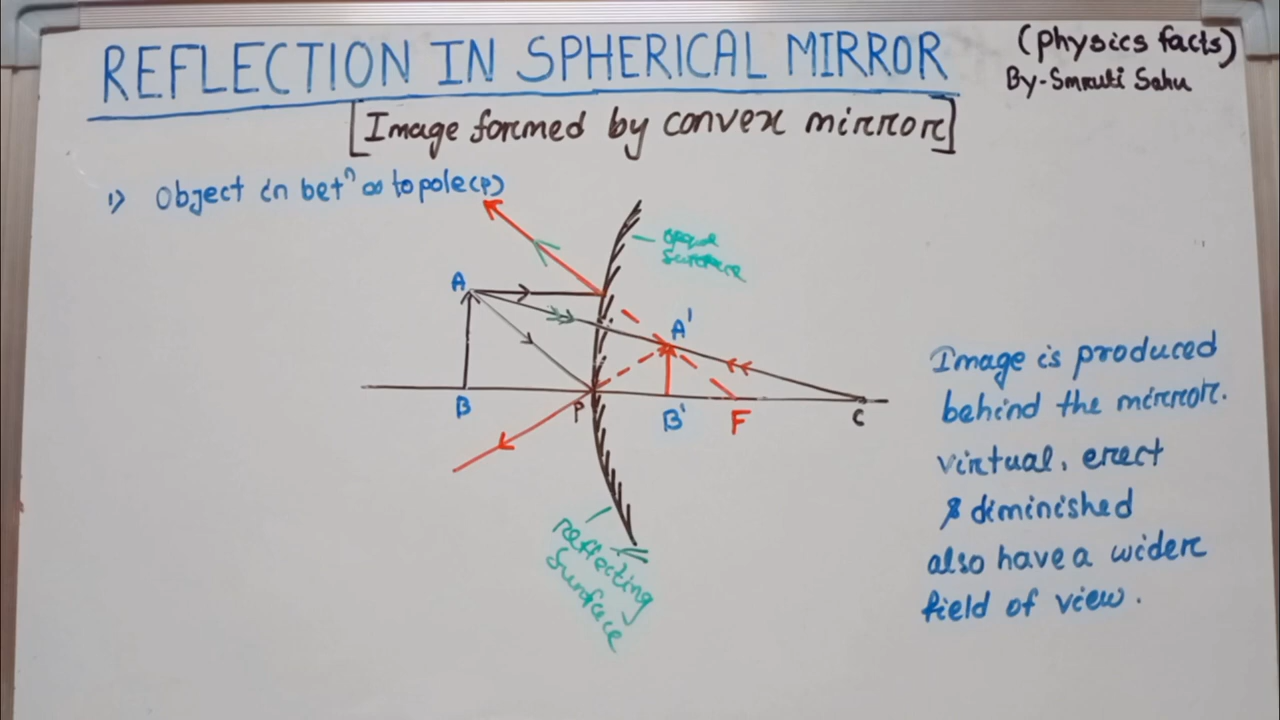 REFLECTION IN SPHERICAL MIRROR
(Physics facts)
By-Smruti Sahu
[Image formed by convex mirror]
1) Object in betⁿ ∞ to pole(P)
surface
A
A'
B
P
B'
F
C
Reflecting
Surface
Image is produced
behind the mirror.
virtual, erect
& diminished
also have a wider
field of view.